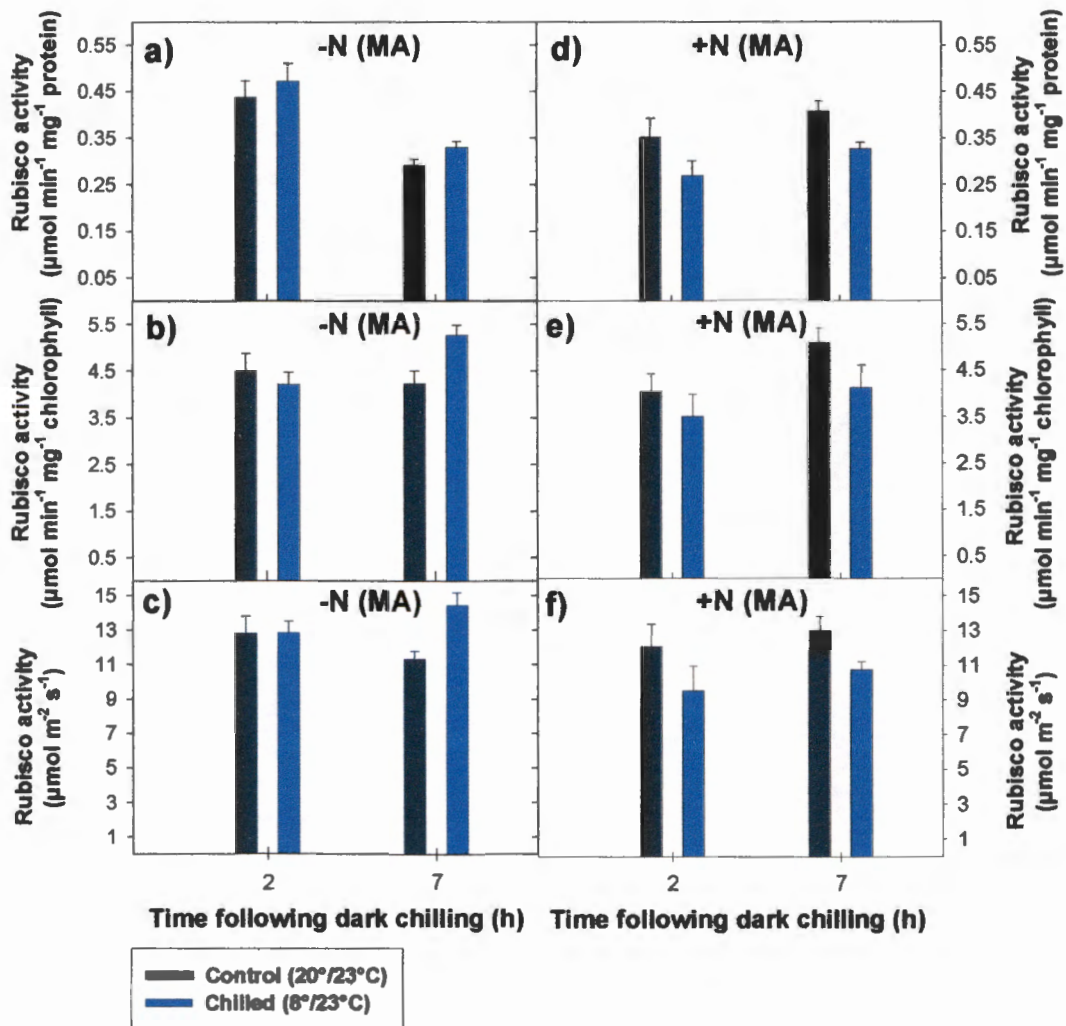 a)
-N (MA)
Rubisco activity
(µmol min⁻¹ mg⁻¹ protein)
0.55
0.45
0.35
0.25
0.15
0.05
d)
+N (MA)
0.55
0.45
0.35
0.25
0.15
0.05
Rubisco activity
(µmol min⁻¹ mg⁻¹ protein)
b)
-N (MA)
Rubisco activity
(µmol min⁻¹ mg⁻¹ chlorophyll)
5.5
4.5
3.5
2.5
1.5
0.5
e)
+N (MA)
5.5
4.5
3.5
2.5
1.5
0.5
Rubisco activity
(µmol min⁻¹ mg⁻¹ chlorophyll)
c)
-N (MA)
Rubisco activity
(µmol m⁻² s⁻¹)
15
13
11
9
7
5
3
1
f)
+N (MA)
15
13
11
9
7
5
3
1
Rubisco activity
(µmol m⁻² s⁻¹)
2 7
2 7
Time following dark chilling (h)
Time following dark chilling (h)
Control (20°/23°C)
Chilled (8°/23°C)